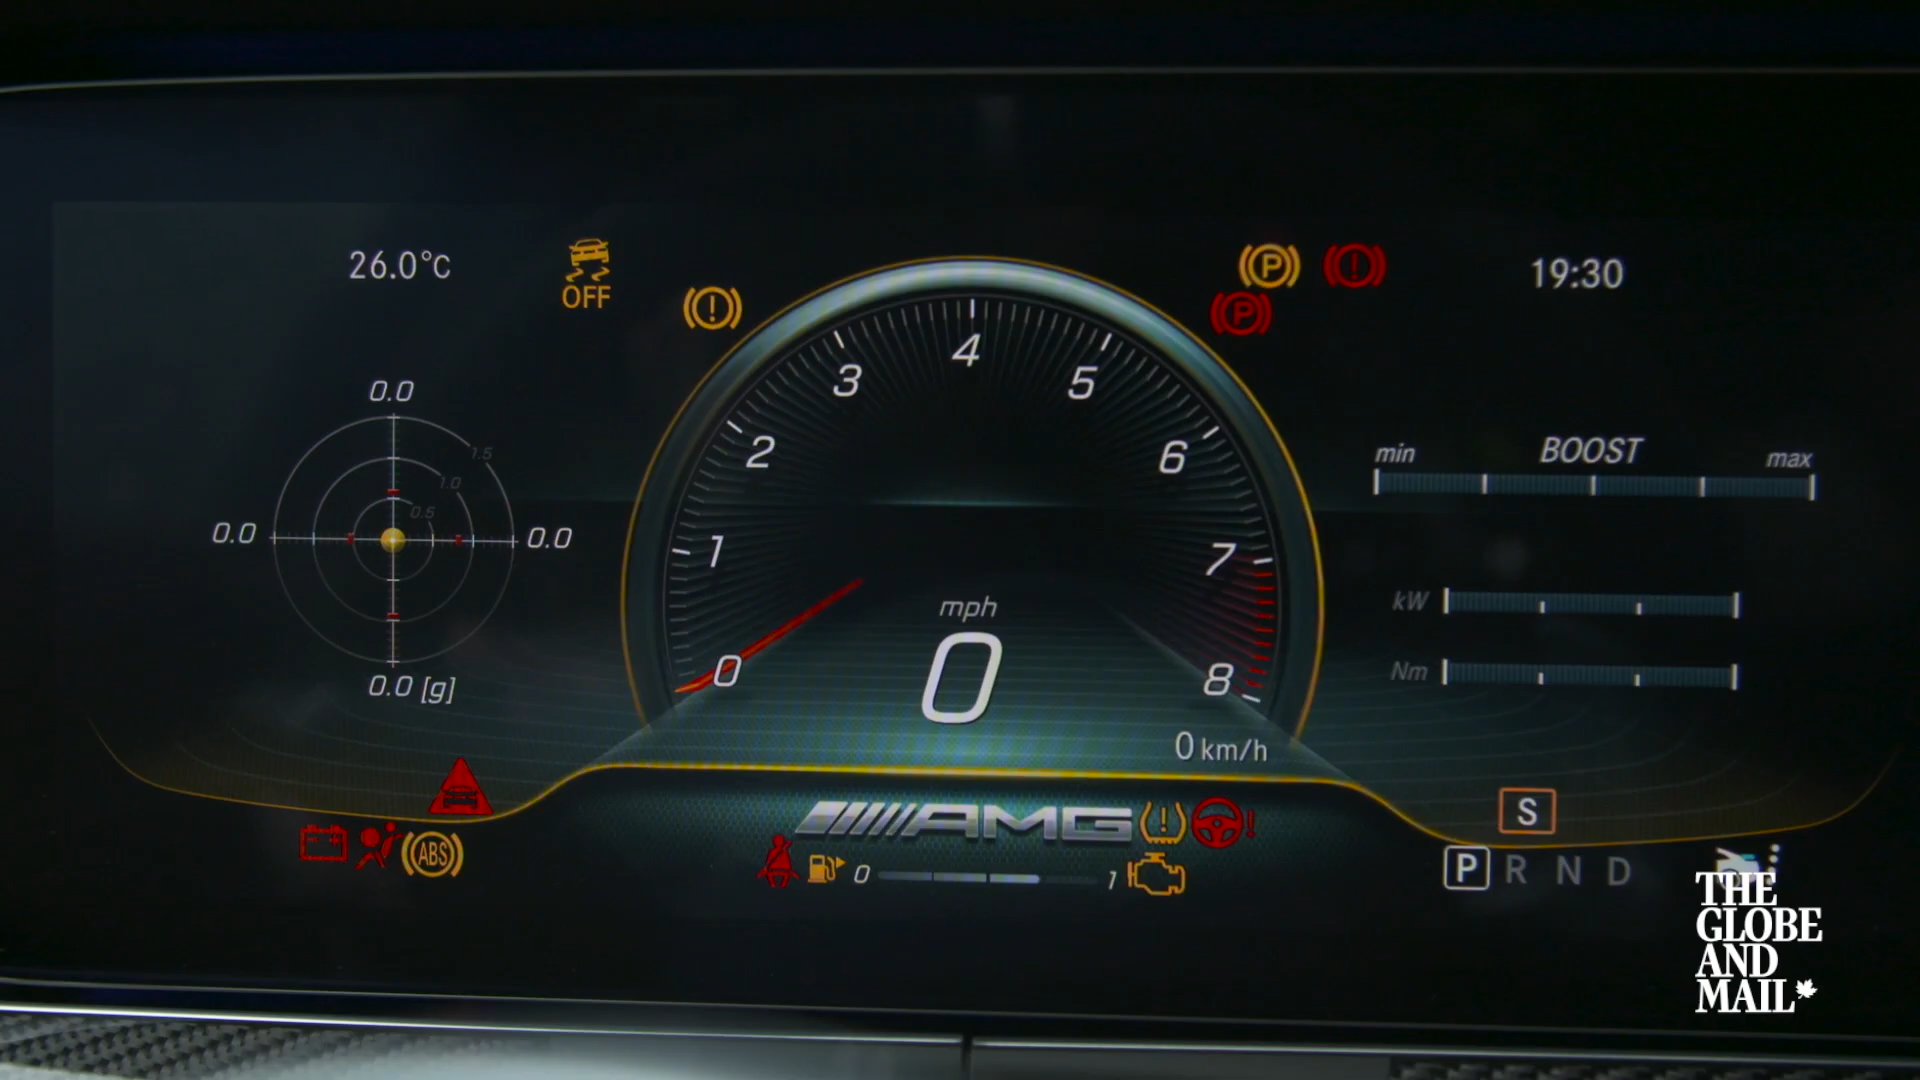 26.0°C
OFF
P
!
19:30
!
P
0.0
1.5
1.0
0.5
0.0
0.0
0.0 [g]
0
1
2
3
4
5
6
7
8
mph
0
0 km/h
BOOST
min
max
kW
Nm
ABS
AMG
!
!
0
1
S
P R N D
THE
GLOBE
AND
MAIL